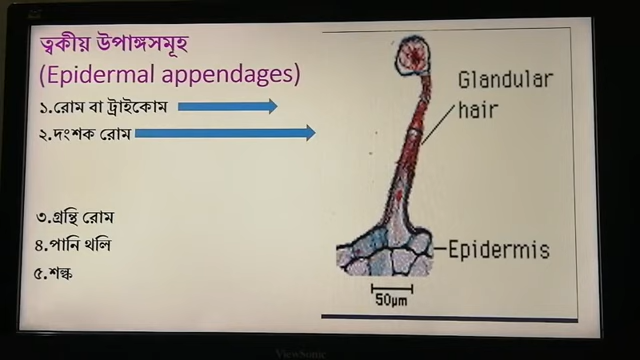 ত্বকীয় উপাঙ্গসমূহ
(Epidermal appendages)
১.রোম বা ট্রাইকোম
২.দংশক রোম
৩.গ্রন্থি রোম
৪.পানি থলি
৫.শল্ক
Glandular
hair
Epidermis
50µm
ViewSonic